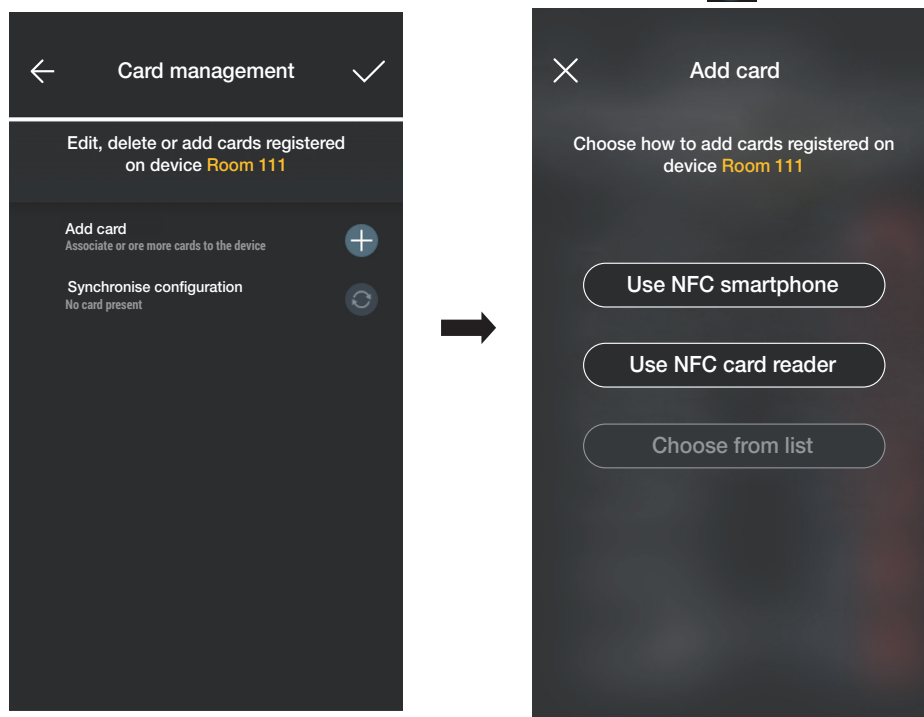 Card management
Edit, delete or add cards registered
on device Room 111
Add card
Associate or ore more cards to the device
Synchronise configuration
No card present
Add card
Choose how to add cards registered on
device Room 111
Use NFC smartphone
Use NFC card reader
Choose from list